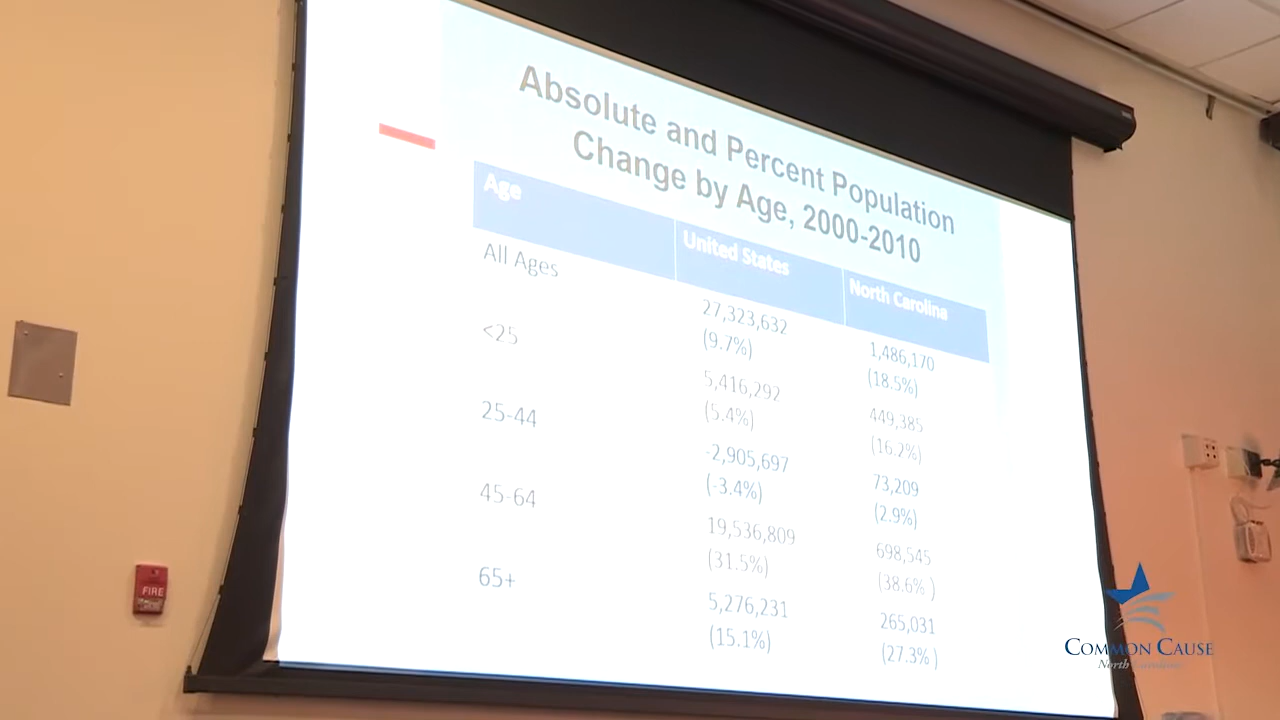 Absolute and Percent Population
Change by Age, 2000-2010
Age
United States
North Carolina
All Ages
27,323,632
(9.7%)
1,486,170
(18.5%)
<25
5,416,292
(5.4%)
449,385
(16.2%)
25-44
-2,905,697
(-3.4%)
73,209
(2.9%)
45-64
19,536,809
(31.5%)
698,545
(38.6% )
65+
5,276,231
(15.1%)
265,031
(27.3% )
FIRE
COMMON CAUSE
North Carolina